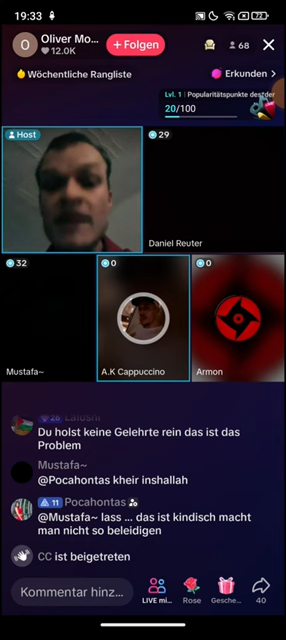 19:33
72
O
Oliver Mo...
12.0K
+ Folgen
68
Wöchentliche Rangliste
Erkunden >
Lvl. 1 | Popularitätspunkte des
20/100
Host
29
Daniel Reuter
32
0
0
Mustafa~
A.K Cappuccino
Armon
26 Lalushi
Du holst keine Gelehrte rein das ist das
Problem
Mustafa~
@Pocahontas kheir inshallah
11 Pocahontas
@Mustafa~ lass ... das ist kindisch macht
man nicht so beleidigen
CC ist beigetreten
Kommentar hinz...
LIVE mi...
Rose
Gesche...
40